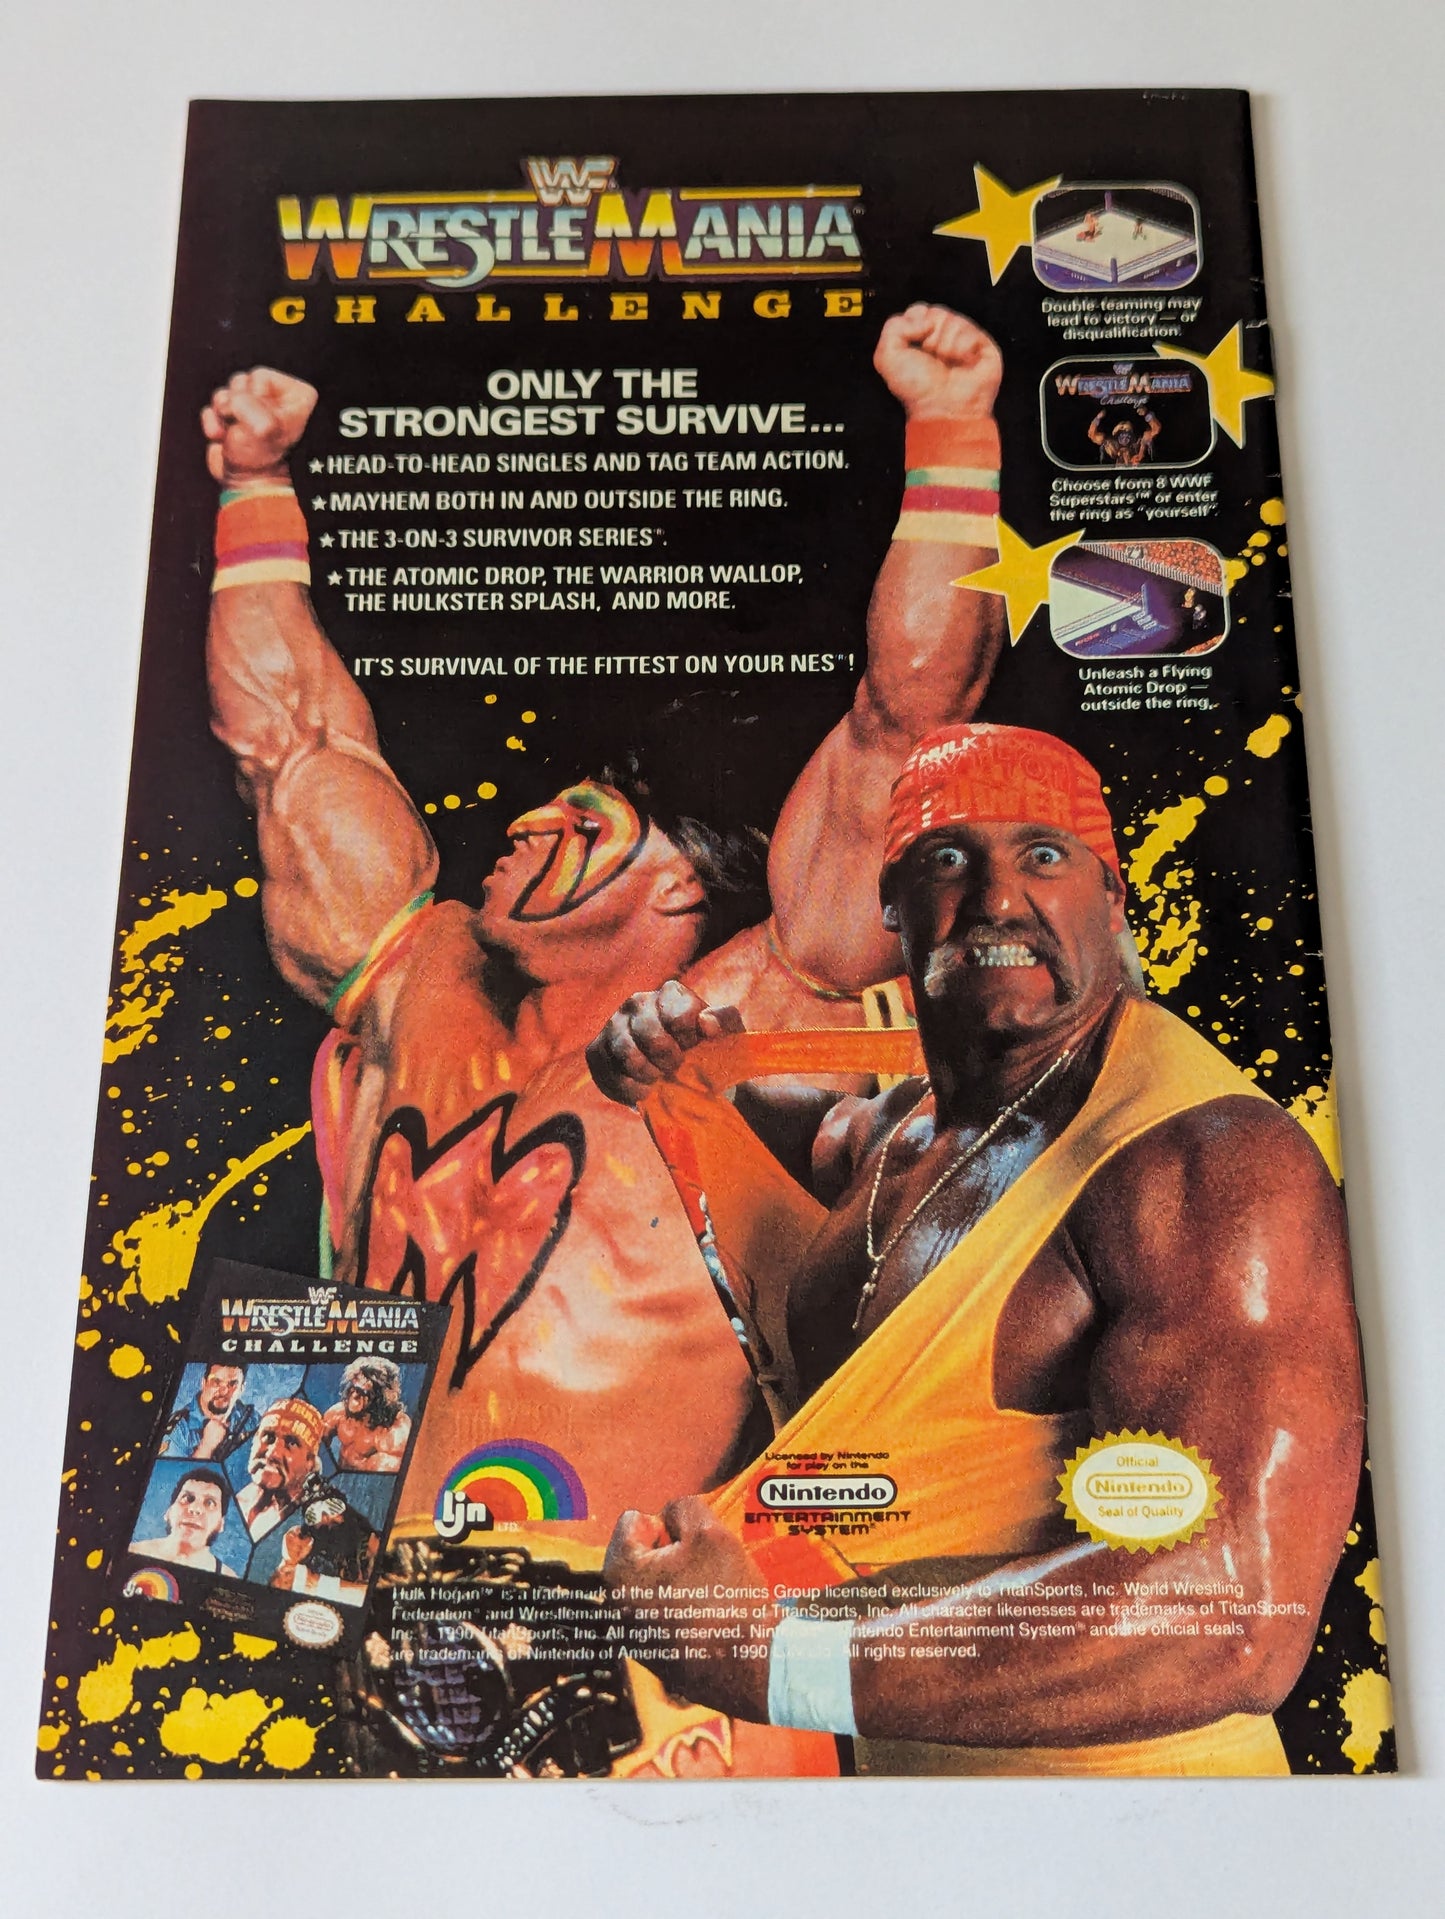 WF
WRESTLEMANIA
CHALLENGE
ONLY THE
STRONGEST SURVIVE...
★HEAD-TO-HEAD SINGLES AND TAG TEAM ACTION.
★MAYHEM BOTH IN AND OUTSIDE THE RING.
★THE 3-ON-3 SURVIVOR SERIES™.
★THE ATOMIC DROP, THE WARRIOR WALLOP,
THE HULKSTER SPLASH, AND MORE.
IT'S SURVIVAL OF THE FITTEST ON YOUR NES®!
Double-teaming may
lead to victory — or
disqualification.
WF
WRESTLEMANIA
Challenge
Choose from 8 WWF
Superstars™ or enter
the ring as "yourself".
Unleash a Flying
Atomic Drop —
outside the ring.
HULK
WF
WRESTLEMANIA
CHALLENGE
ljn
ljn
LTD.
Licensed by Nintendo
for play on the
Nintendo
ENTERTAINMENT
SYSTEM®
Official
Nintendo
Seal of Quality
Hulk Hogan™ is a trademark of the Marvel Comics Group licensed exclusively to TitanSports, Inc. World Wrestling
Federation® and Wrestlemania® are trademarks of TitanSports, Inc. All character likenesses are trademarks of TitanSports,
Inc. © 1990 TitanSports, Inc. All rights reserved. Nintendo Entertainment System® and the official seals
are trademarks of Nintendo of America Inc. © 1990 All rights reserved.